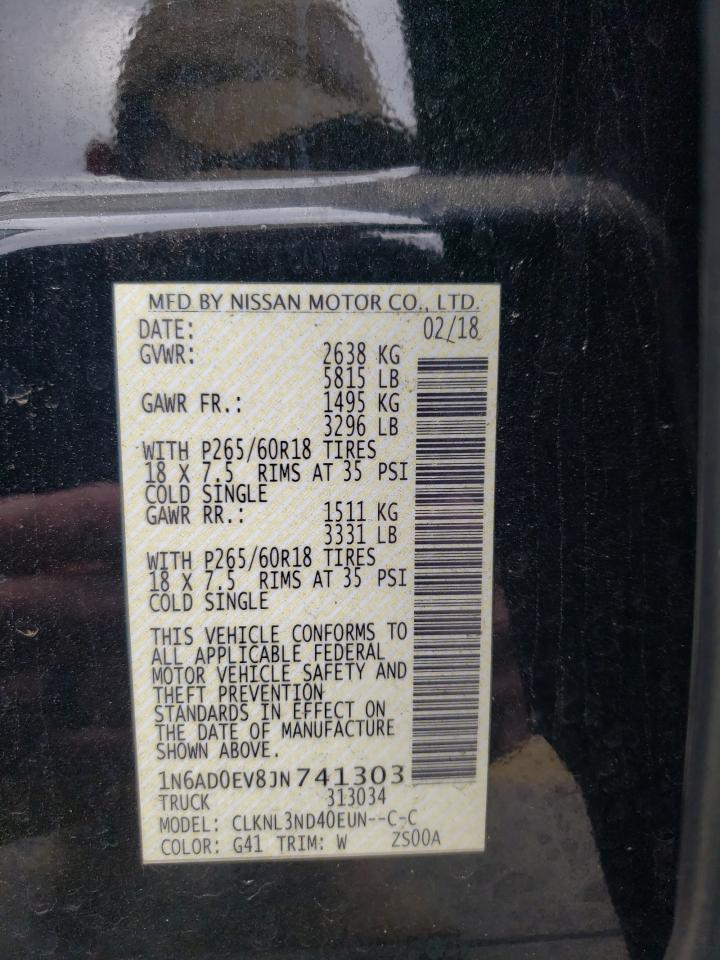 MFD BY NISSAN MOTOR CO., LTD.
DATE: 02/18
GVWR: 2638 KG
5815 LB
GAWR FR.: 1495 KG
3296 LB
WITH P265/60R18 TIRES
18 X 7.5 RIMS AT 35 PSI
COLD SINGLE
GAWR RR.: 1511 KG
3331 LB
WITH P265/60R18 TIRES
18 X 7.5 RIMS AT 35 PSI
COLD SINGLE
THIS VEHICLE CONFORMS TO
ALL APPLICABLE FEDERAL
MOTOR VEHICLE SAFETY AND
THEFT PREVENTION
STANDARDS IN EFFECT ON
THE DATE OF MANUFACTURE
SHOWN ABOVE.
1N6AD0EV8JN741303
TRUCK 313034
MODEL: CLKNL3ND40EUN--C-C
COLOR: G41 TRIM: W ZS00A